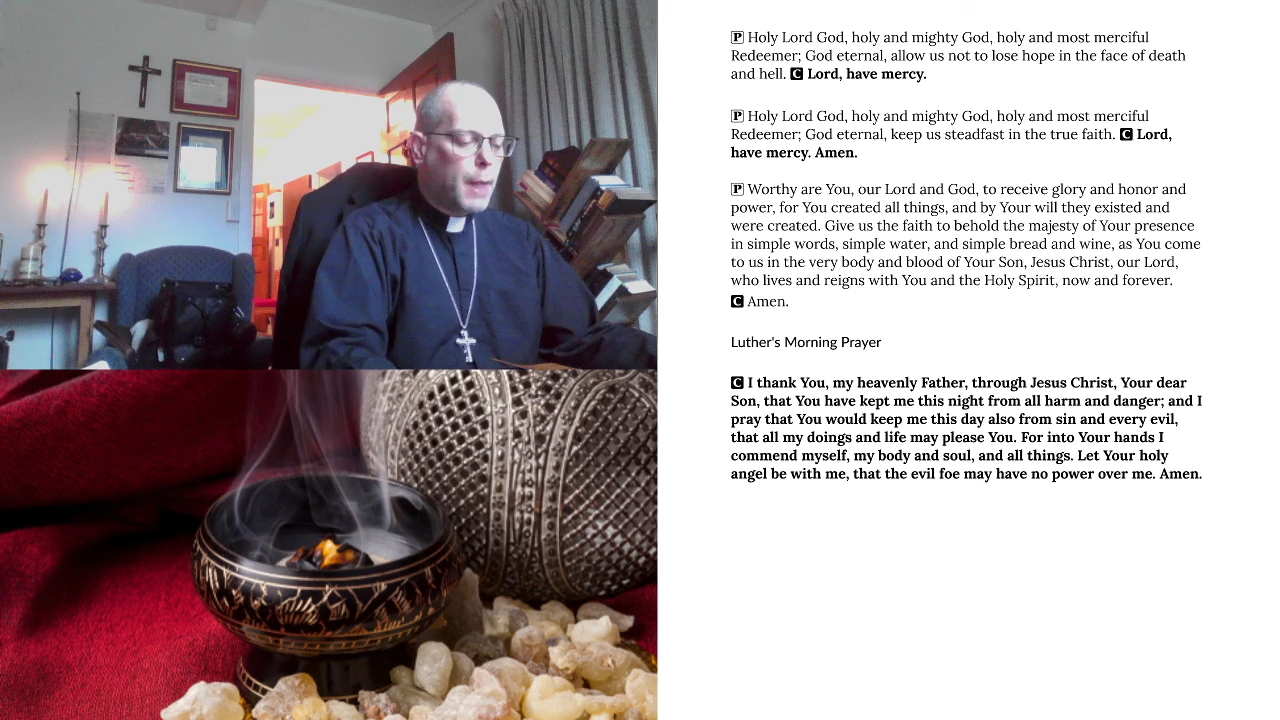 P Holy Lord God, holy and mighty God, holy and most merciful
Redeemer; God eternal, allow us not to lose hope in the face of death
and hell. C Lord, have mercy.
P Holy Lord God, holy and mighty God, holy and most merciful
Redeemer; God eternal, keep us steadfast in the true faith. C Lord,
have mercy. Amen.
P Worthy are You, our Lord and God, to receive glory and honor and
power, for You created all things, and by Your will they existed and
were created. Give us the faith to behold the majesty of Your presence
in simple words, simple water, and simple bread and wine, as You come
to us in the very body and blood of Your Son, Jesus Christ, our Lord,
who lives and reigns with You and the Holy Spirit, now and forever.
C Amen.
Luther's Morning Prayer
C I thank You, my heavenly Father, through Jesus Christ, Your dear
Son, that You have kept me this night from all harm and danger; and I
pray that You would keep me this day also from sin and every evil,
that all my doings and life may please You. For into Your hands I
commend myself, my body and soul, and all things. Let Your holy
angel be with me, that the evil foe may have no power over me. Amen.